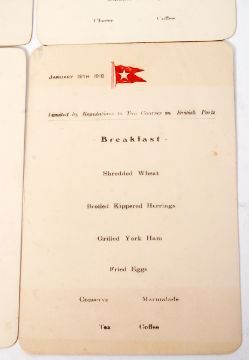 Cheese Coffee
January 18th 1918
Limited by Regulations to Two Courses in British Ports
Breakfast -
Shredded Wheat
Broiled Kippered Herrings
Grilled York Ham
Fried Eggs
Conserve Marmalade
Tea Coffee